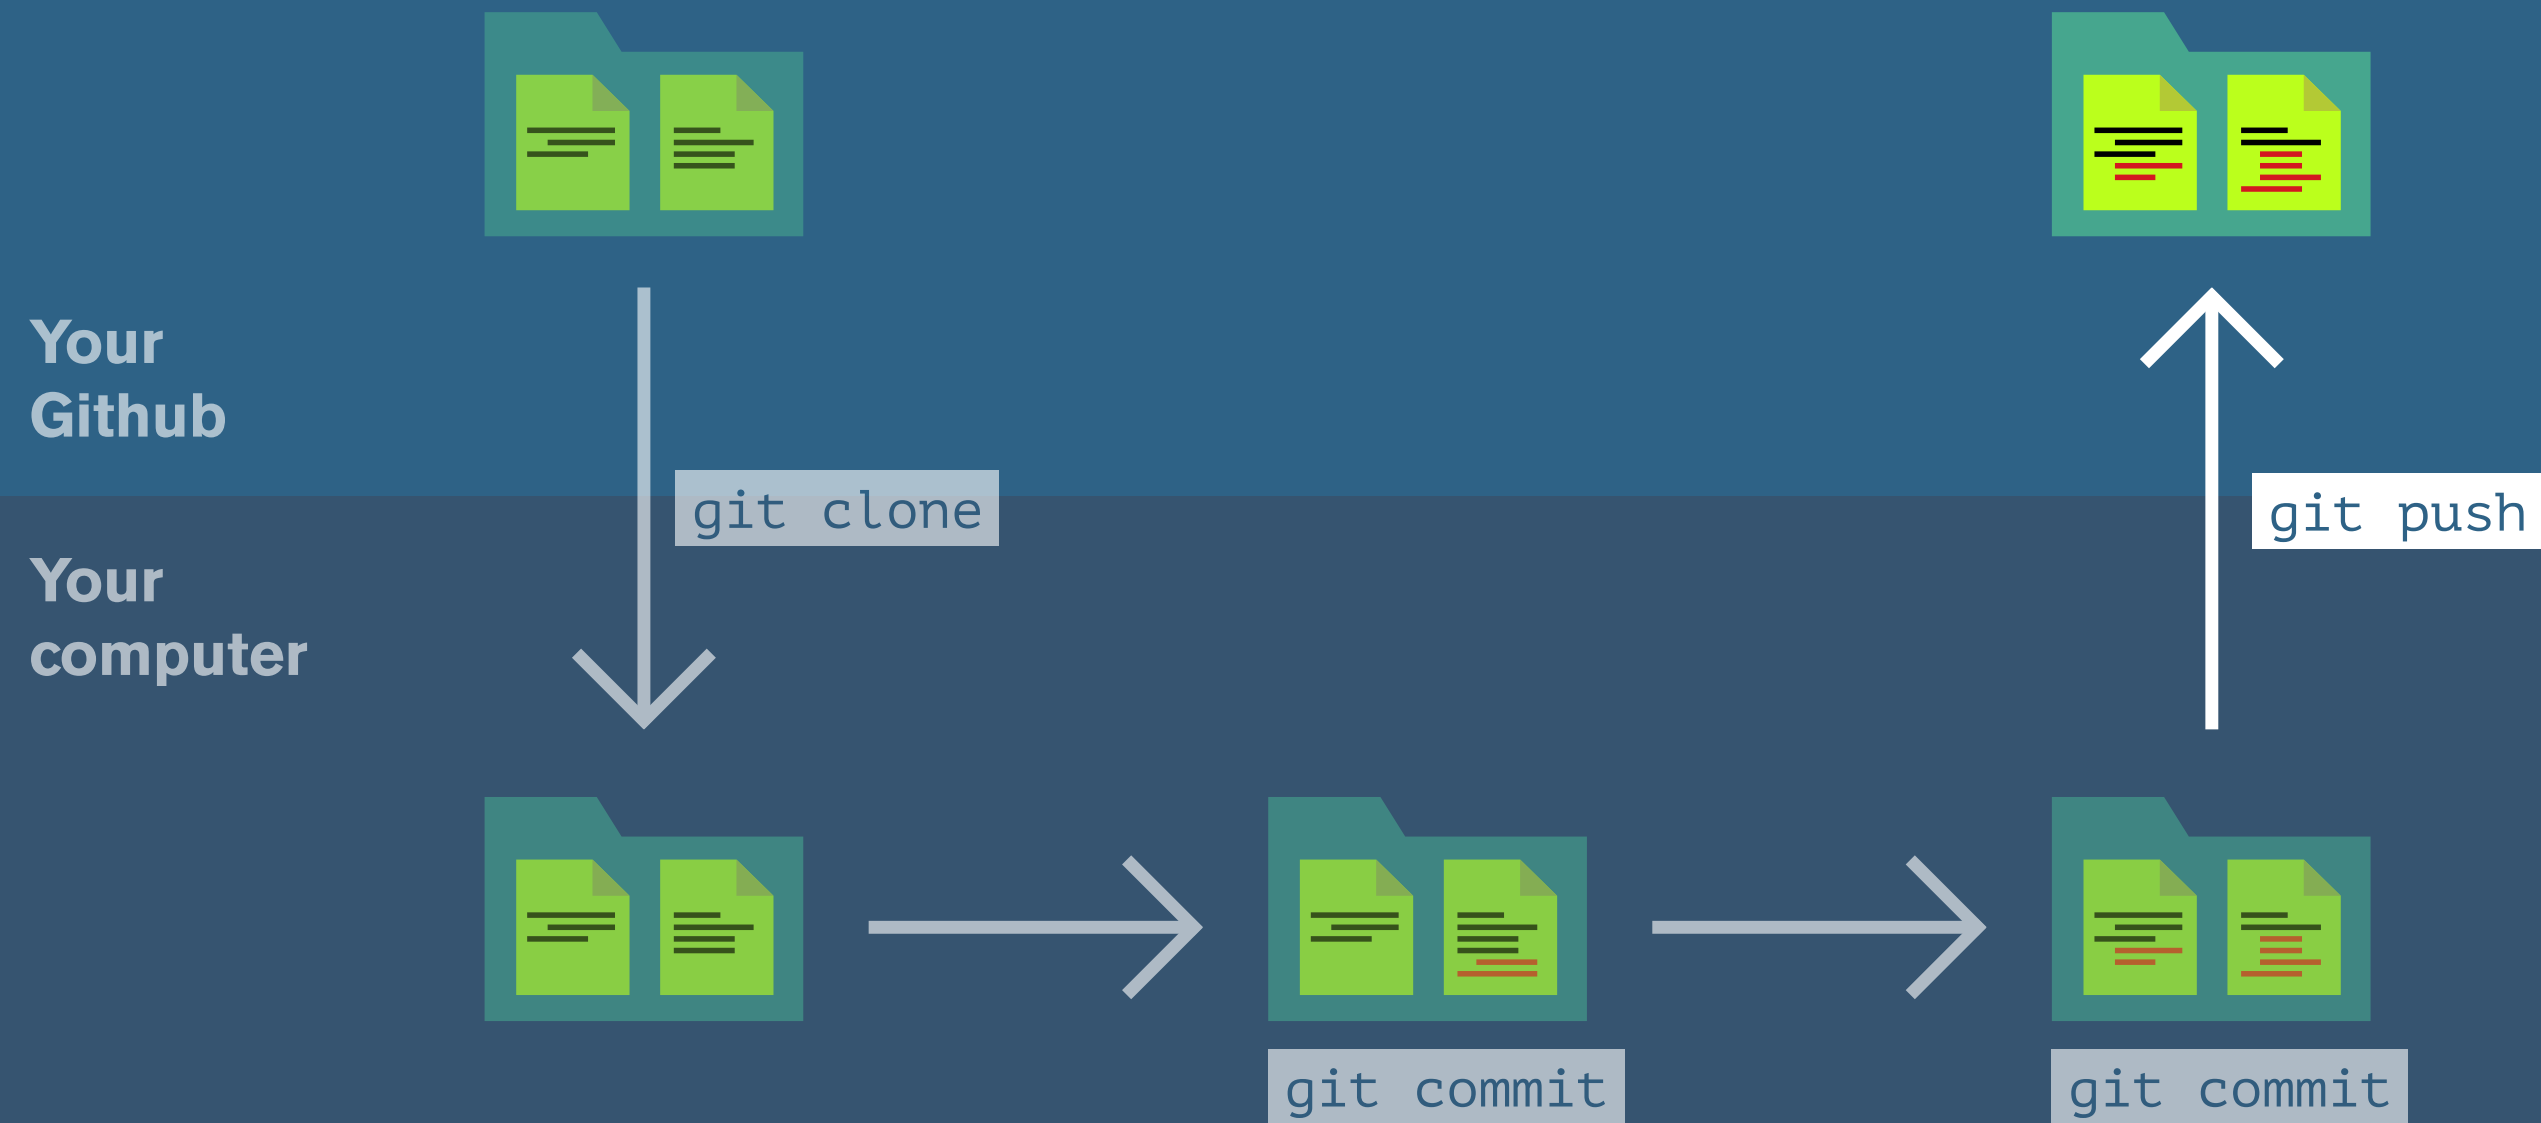 Your
Github
git clone
git push
Your
computer
git commit
git commit